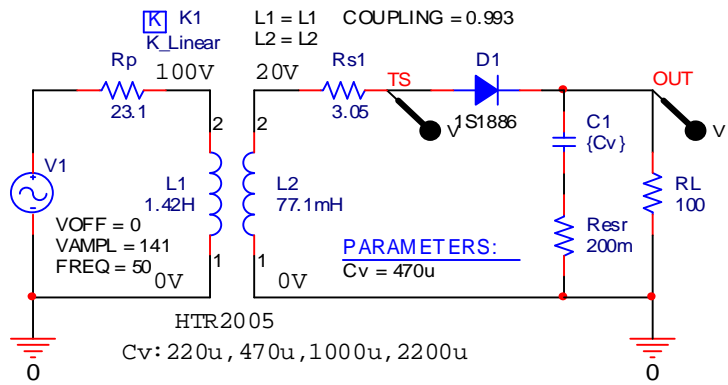 K K1
K_Linear
L1 = L1
L2 = L2
COUPLING = 0.993
Rp
23.1
100V
20V
Rs1
3.05
TS
V
D1
1S1886
OUT
V
V1
VOFF = 0
VAMPL = 141
FREQ = 50
2
L1
1.42H
1
0V
2
L2
77.1mH
1
0V
C1
{Cv}
Resr
200m
RL
100
PARAMETERS:
Cv = 470u
HTR2005
Cv:220u,470u,1000u,2200u
0
0